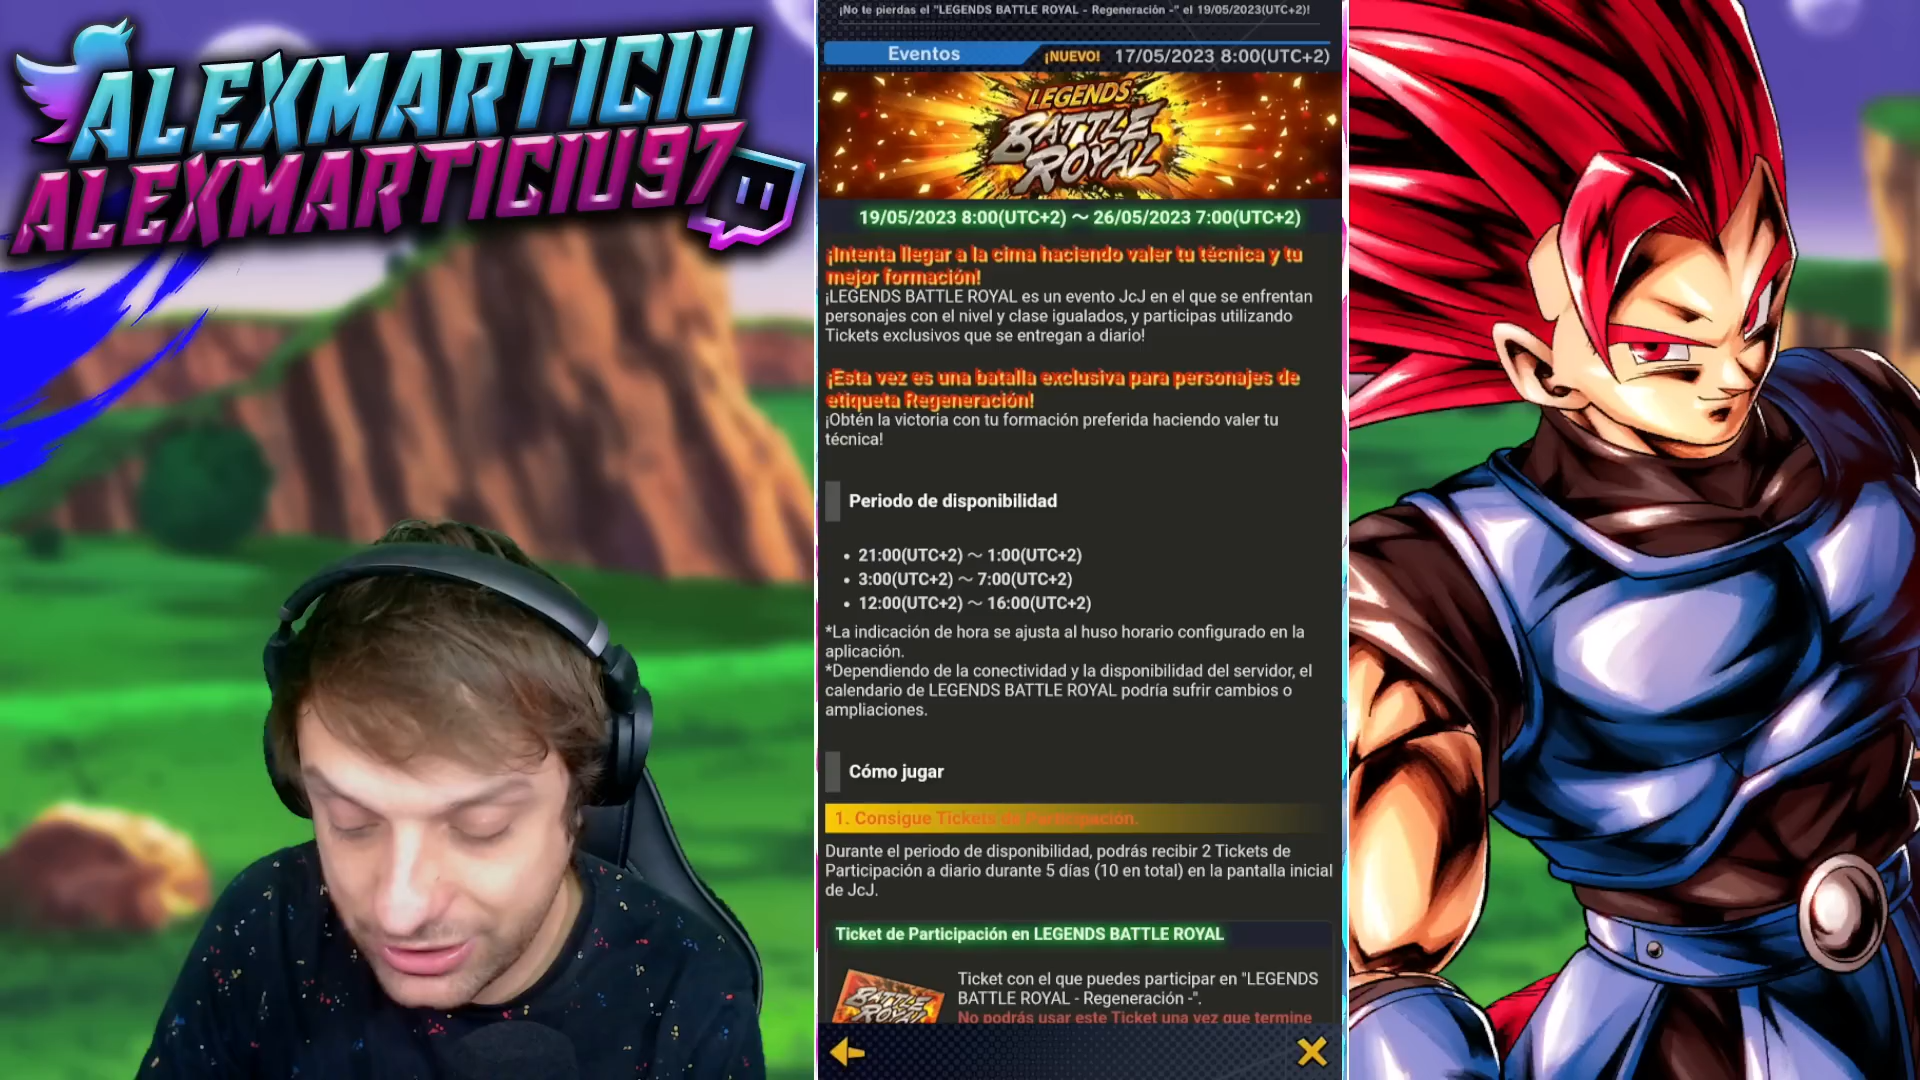 ALEXMARTICIU
ALEXMARTICIU97
¡No te pierdas el "LEGENDS BATTLE ROYAL - Regeneración -" el 19/05/2023(UTC+2)!
Eventos
¡NUEVO! 17/05/2023 8:00(UTC+2)
LEGENDS
BATTLE
ROYAL
19/05/2023 8:00(UTC+2) ～ 26/05/2023 7:00(UTC+2)
¡Intenta llegar a la cima haciendo valer tu técnica y tu
mejor formación!
¡LEGENDS BATTLE ROYAL es un evento JcJ en el que se enfrentan
personajes con el nivel y clase igualados, y participas utilizando
Tickets exclusivos que se entregan a diario!
¡Esta vez es una batalla exclusiva para personajes de
etiqueta Regeneración!
¡Obtén la victoria con tu formación preferida haciendo valer tu
técnica!
Periodo de disponibilidad
• 21:00(UTC+2) ～ 1:00(UTC+2)
• 3:00(UTC+2) ～ 7:00(UTC+2)
• 12:00(UTC+2) ～ 16:00(UTC+2)
*La indicación de hora se ajusta al huso horario configurado en la
aplicación.
*Dependiendo de la conectividad y la disponibilidad del servidor, el
calendario de LEGENDS BATTLE ROYAL podría sufrir cambios o
ampliaciones.
Cómo jugar
1. Consigue Tickets de Participación.
Durante el periodo de disponibilidad, podrás recibir 2 Tickets de
Participación a diario durante 5 días (10 en total) en la pantalla inicial
de JcJ.
Ticket de Participación en LEGENDS BATTLE ROYAL
BATTLE
ROYAL
Ticket con el que puedes participar en "LEGENDS
BATTLE ROYAL - Regeneración -".
No podrás usar este Ticket una vez que termine